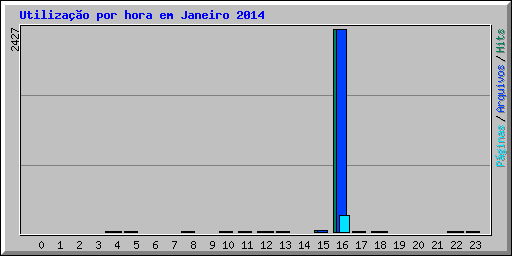 Utilização por hora em Janeiro 2014
2427
Páginas / Arquivos / Hits
0 1 2 3 4 5 6 7 8 9 10 11 12 13 14 15 16 17 18 19 20 21 22 23